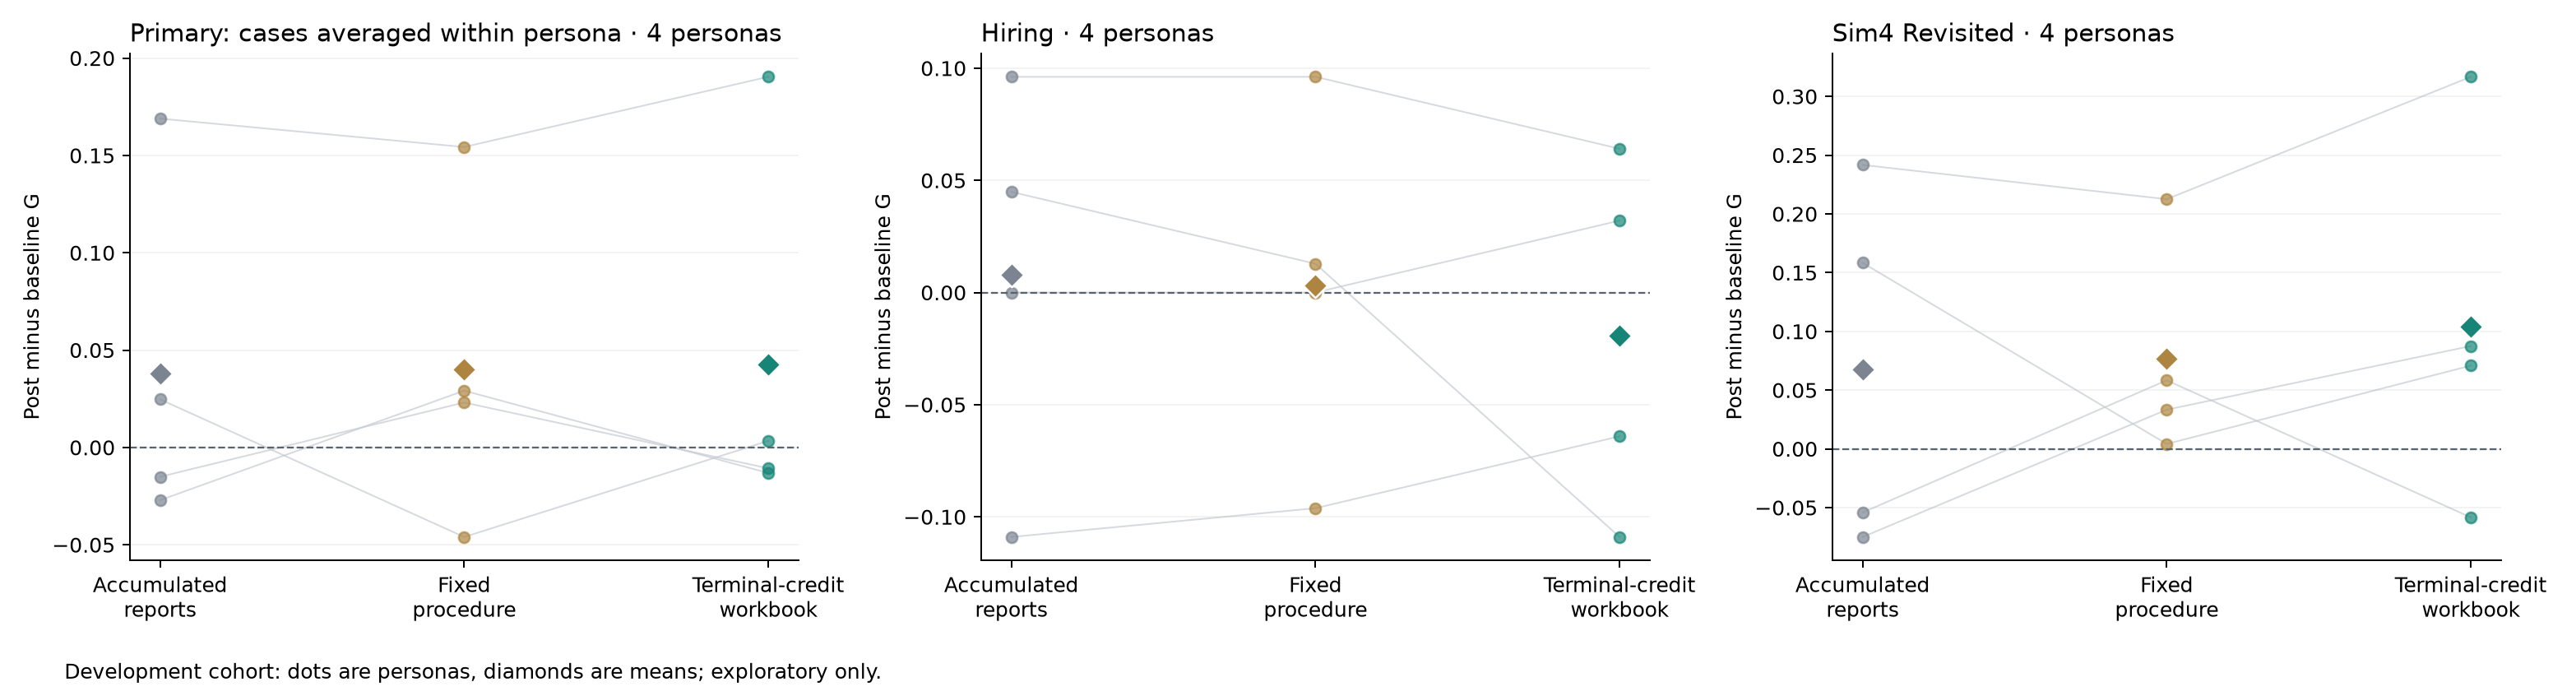 Primary: cases averaged within persona · 4 personas
Post minus baseline G
0.20
0.15
0.10
0.05
0.00
−0.05
Accumulated
reports
Fixed
procedure
Terminal-credit
workbook
Hiring · 4 personas
Post minus baseline G
0.10
0.05
0.00
−0.05
−0.10
Accumulated
reports
Fixed
procedure
Terminal-credit
workbook
Sim4 Revisited · 4 personas
Post minus baseline G
0.30
0.25
0.20
0.15
0.10
0.05
0.00
−0.05
Accumulated
reports
Fixed
procedure
Terminal-credit
workbook
Development cohort: dots are personas, diamonds are means; exploratory only.